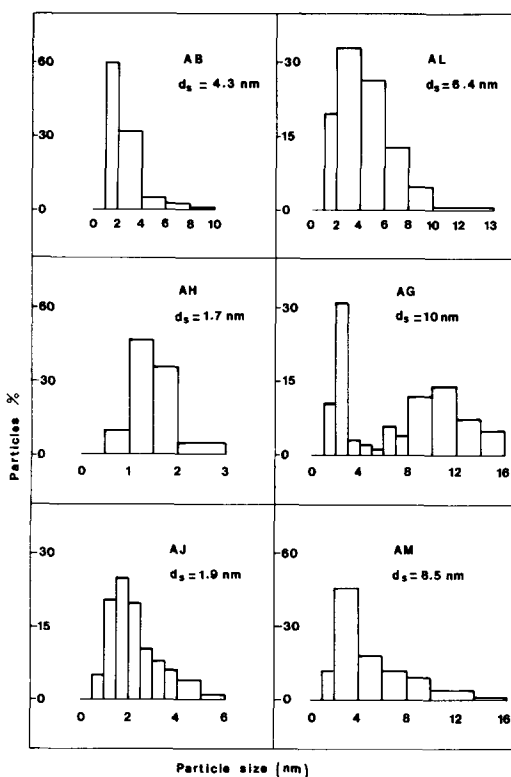 AB
d_s = 4.3 nm
60
30
0
0 2 4 6 8 10
AL
d_s = 6.4 nm
30
15
0
0 2 4 6 8 10 12 13
AH
d_s = 1.7 nm
60
30
0
0 1 2 3
AG
d_s = 10 nm
30
15
0
0 4 8 12 16
AJ
d_s = 1.9 nm
30
15
0
0 2 4 6
AM
d_s = 8.5 nm
60
30
0
0 4 8 12 16
Particles %
Particle size (nm)